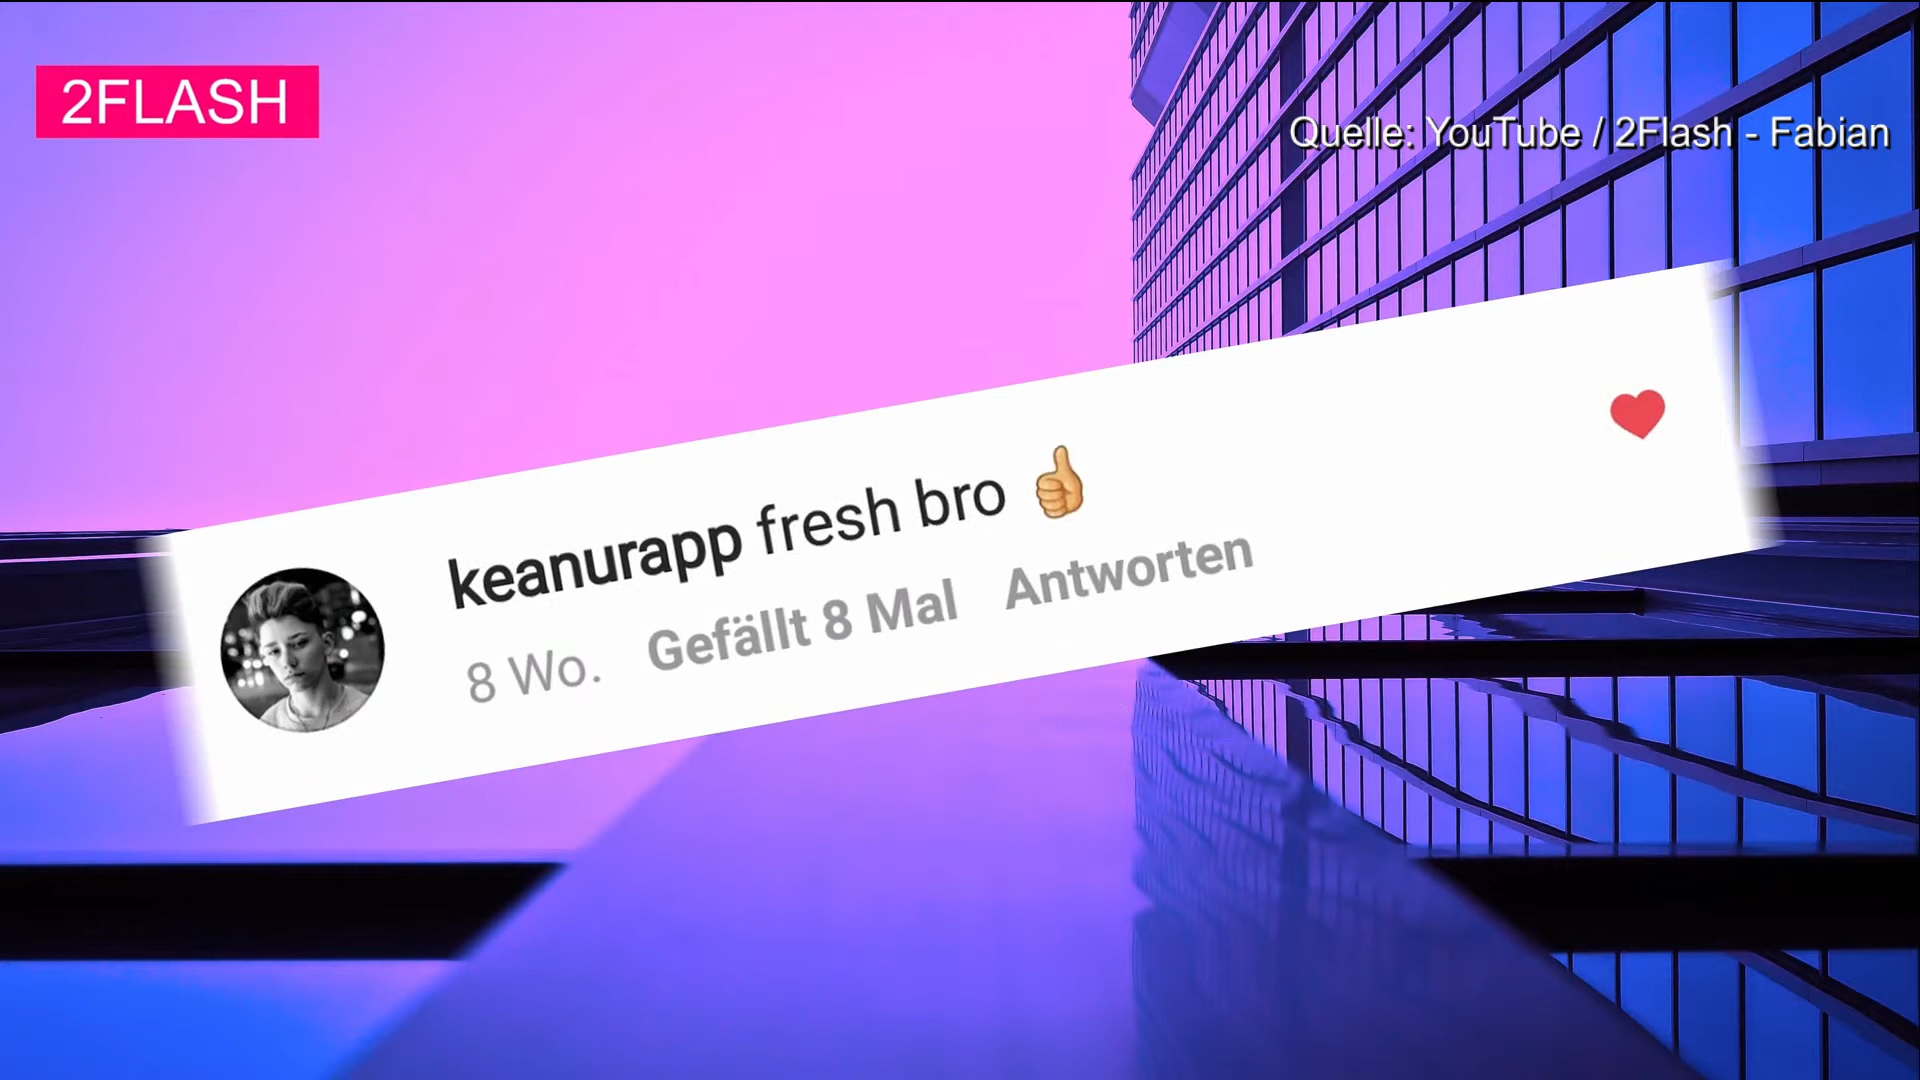 2FLASH
Quelle: YouTube / 2Flash - Fabian
keanurapp fresh bro 👍
8 Wo. Gefällt 8 Mal Antworten